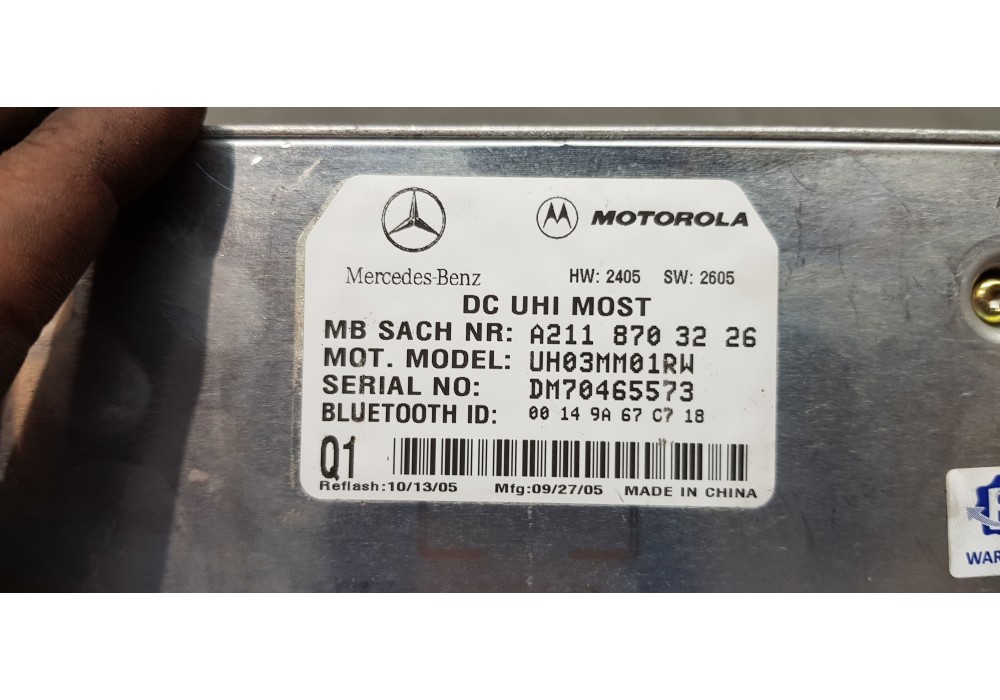 MOTOROLA
Mercedes-Benz HW: 2405 SW: 2605
DC UHI MOST
MB SACH NR: A211 870 32 26
MOT. MODEL: UH03MM01RW
SERIAL NO: DM70465573
BLUETOOTH ID: 00 14 9A 67 C7 18
Q1
Reflash:10/13/05 Mfg:09/27/05 MADE IN CHINA